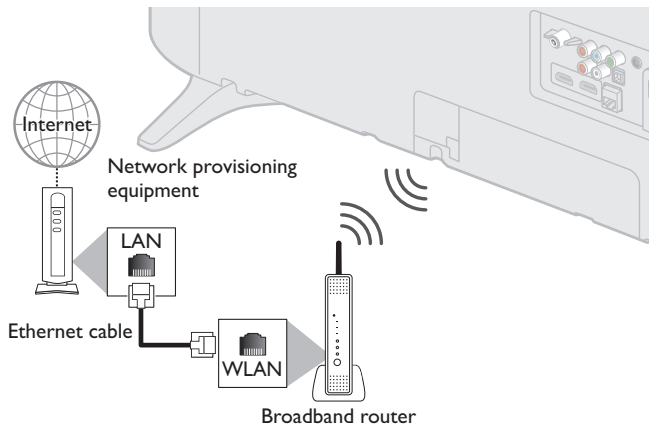 Internet
Network provisioning
equipment
LAN
Ethernet cable
WLAN
Broadband router